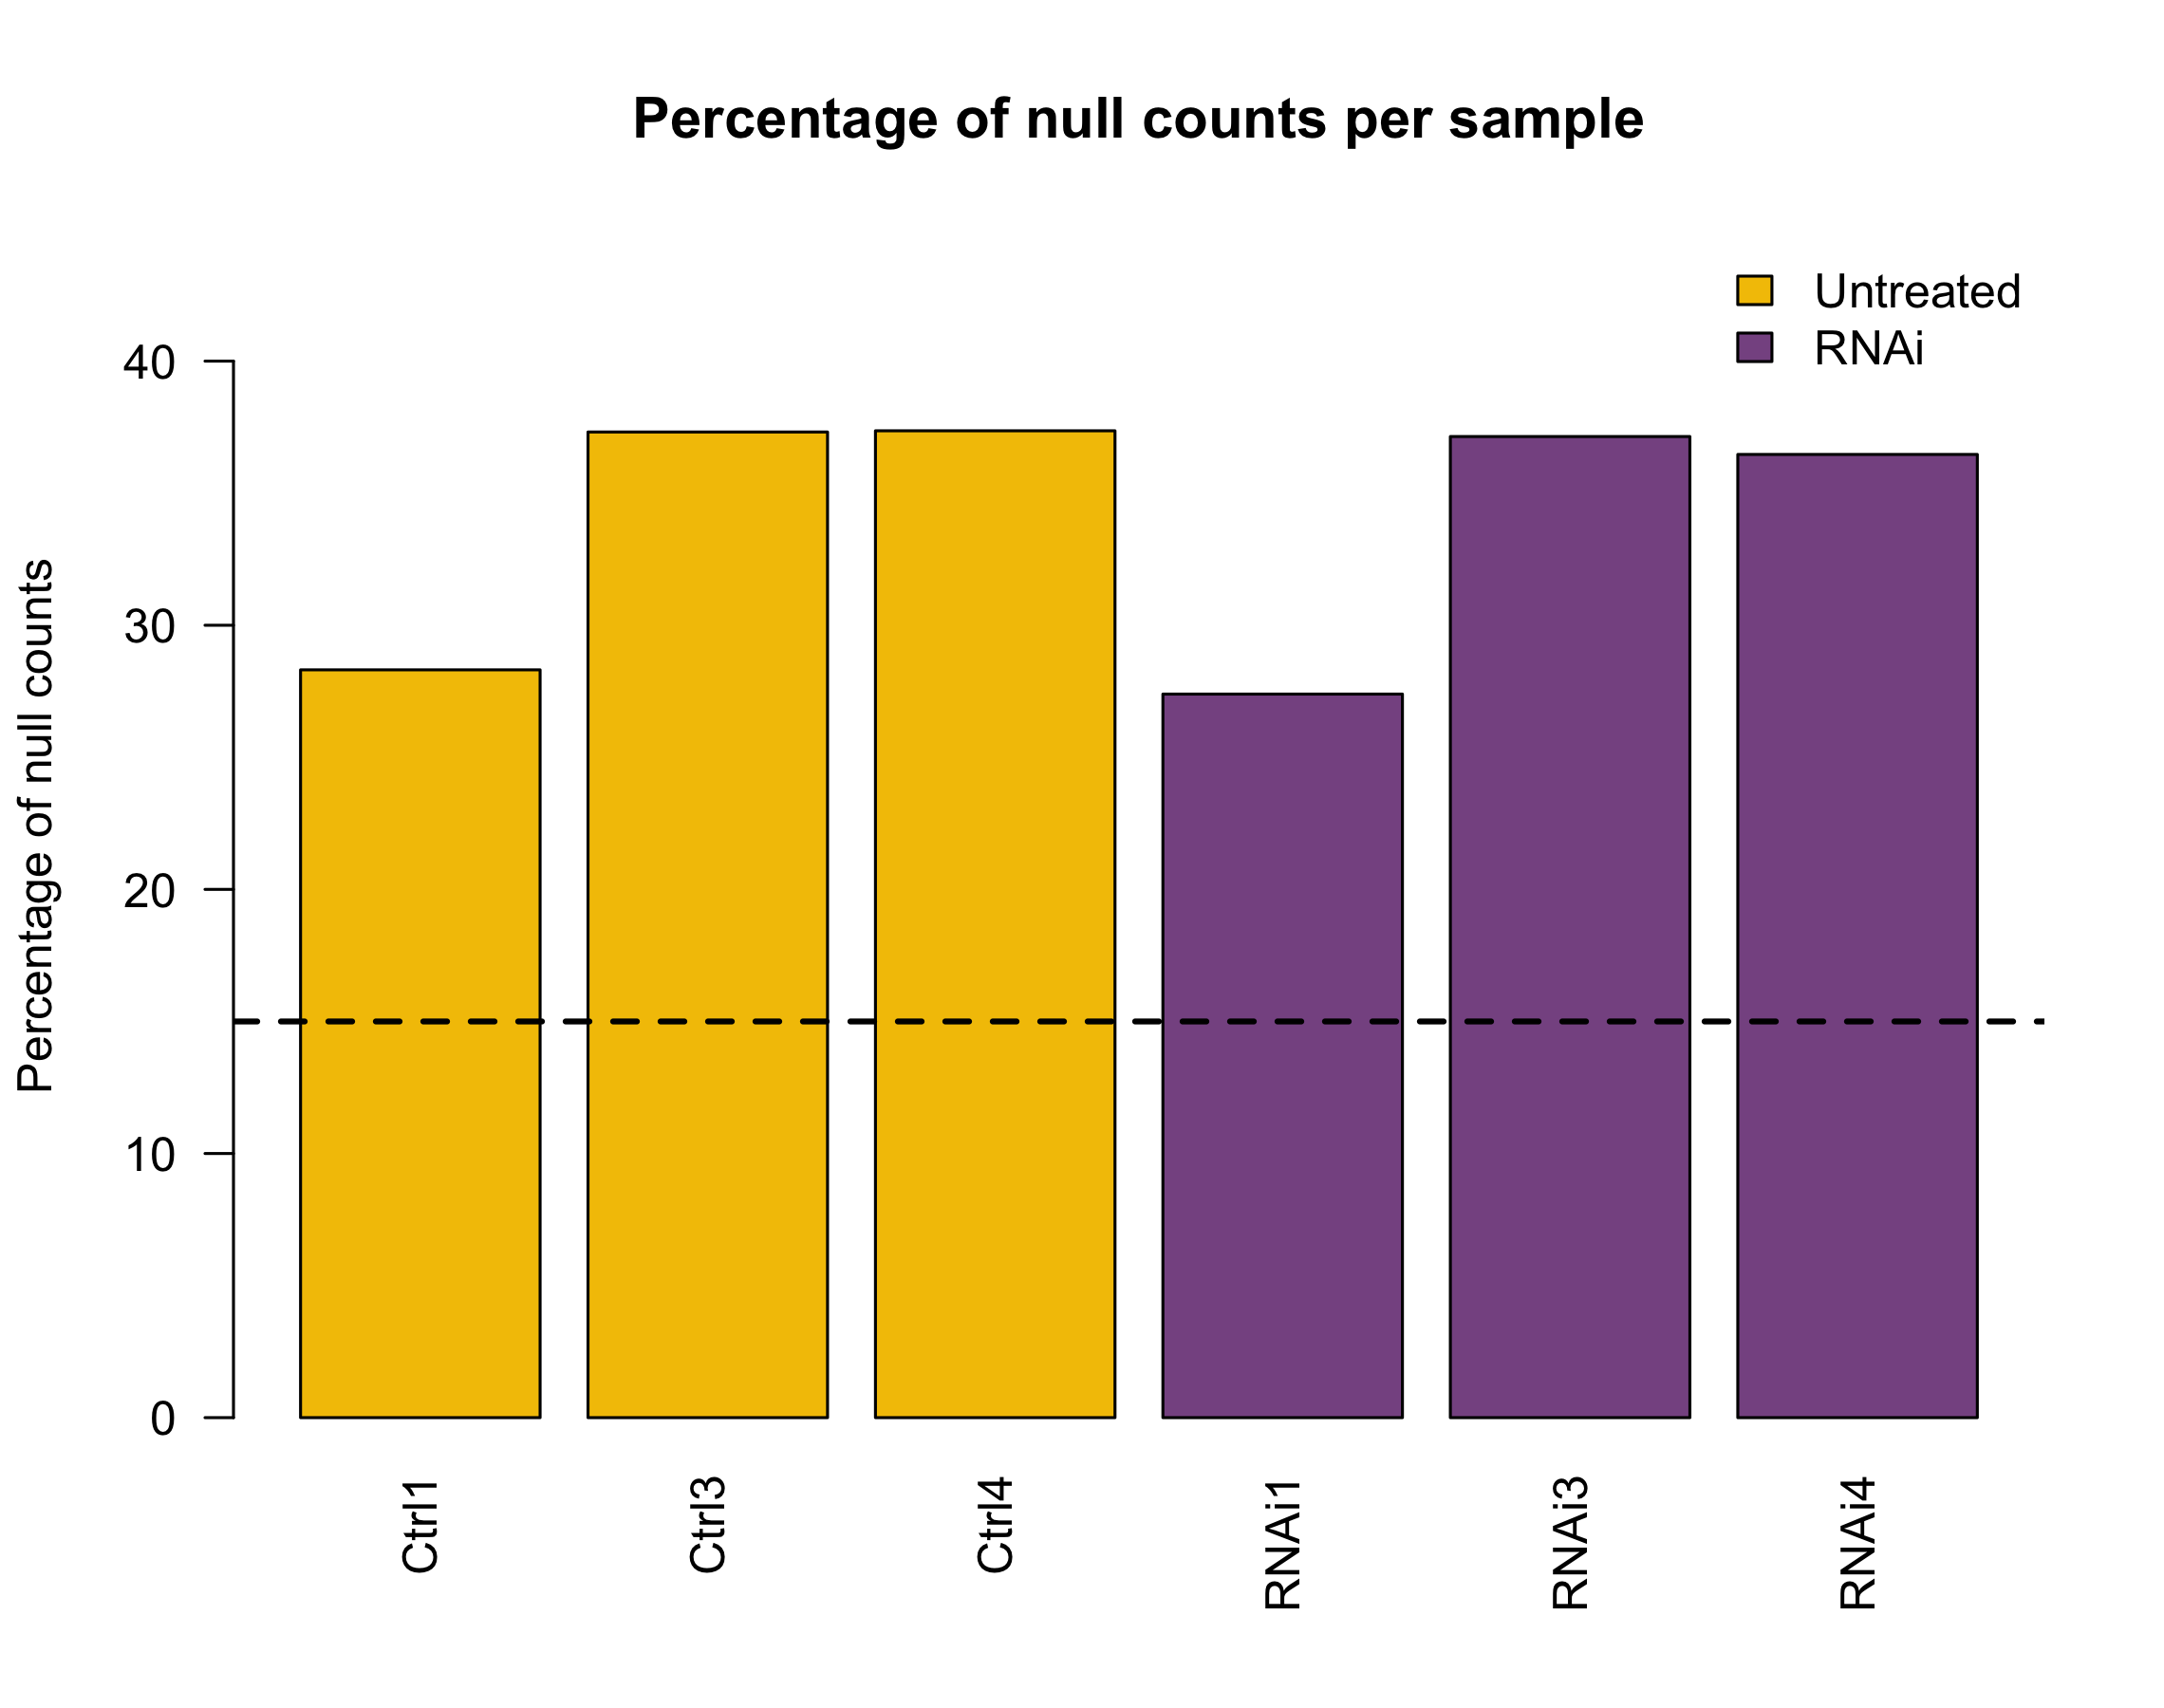 Percentage of null counts per sample
Untreated
RNAi
Percentage of null counts
40
30
20
10
0
Ctrl1
Ctrl3
Ctrl4
RNAi1
RNAi3
RNAi4